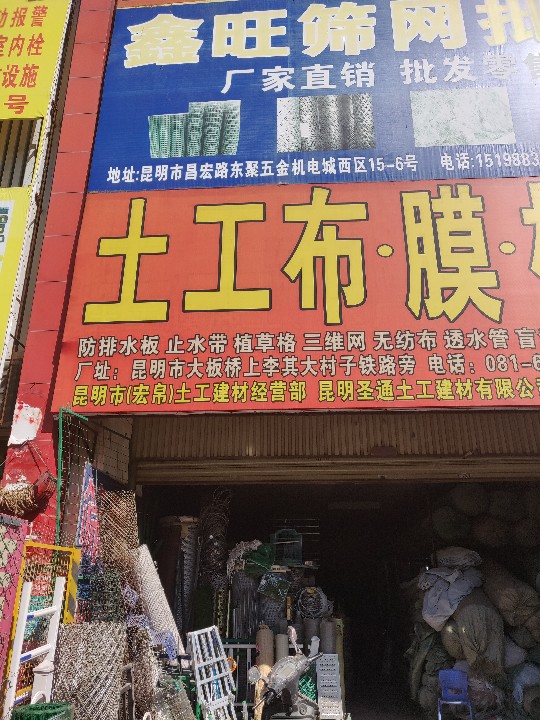 动报警
室内栓
设施
号
鑫旺筛网批
厂家直销 批发零售
地址:昆明市昌宏路东聚五金机电城西区15-6号 电话:1519883
土工布·膜·
防排水板 止水带 植草格 三维网 无纺布 透水管 盲
厂址：昆明市大板桥上李其大村子铁路旁 电话：081-6
昆明市(宏帛)土工建材经营部 昆明圣通土工建材有限公司